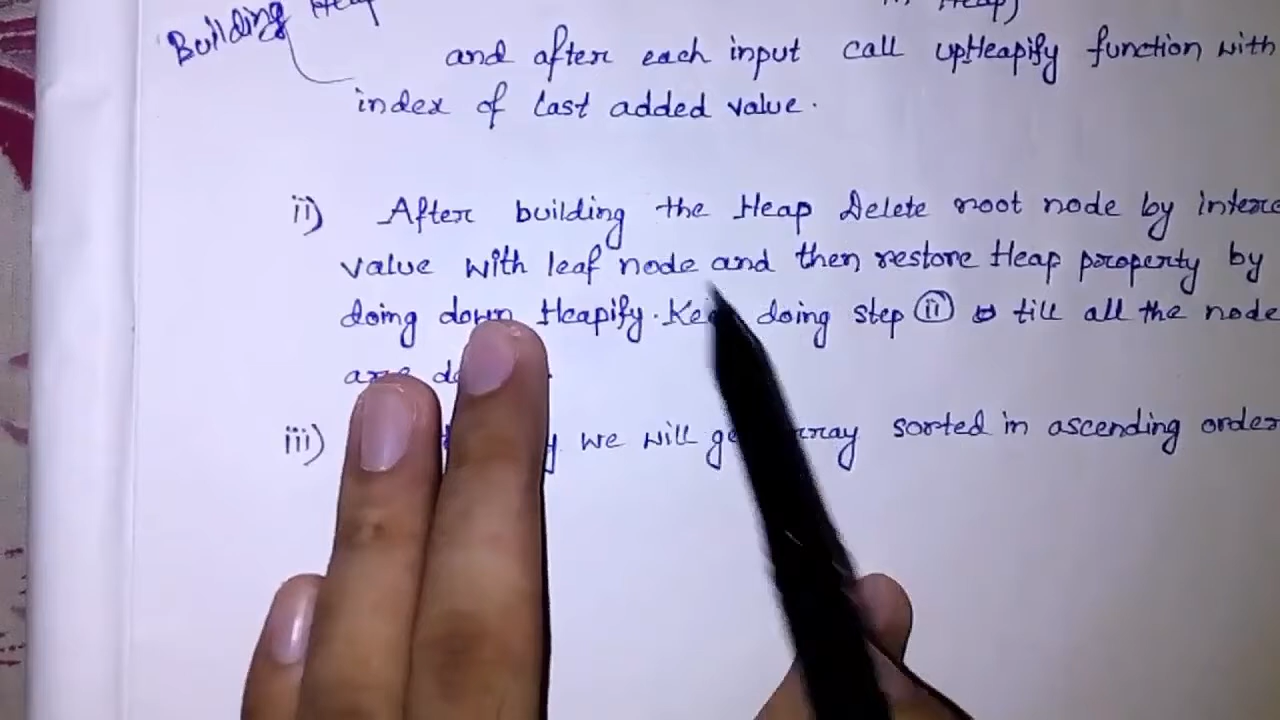 Building Heap
and after each input call upHeapify function with
index of last added value.
ii) After building the Heap Delete root node by
value with leaf node and then restore Heap property by
doing down Heapify. doing step (ii) till all the node
are
iii) we will sorted in ascending order